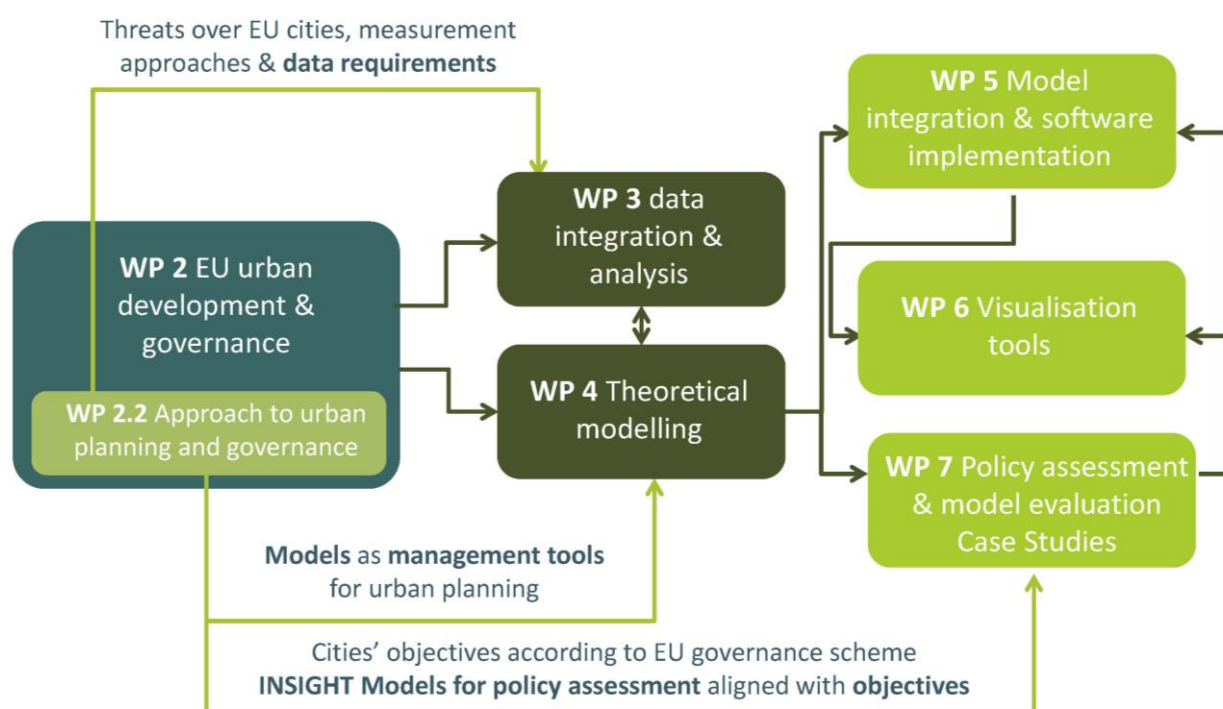 Threats over EU cities, measurement
approaches & data requirements
WP 2 EU urban
development &
governance
WP 2.2 Approach to urban
planning and governance
WP 3 data
integration &
analysis
WP 4 Theoretical
modelling
WP 5 Model
integration & software
implementation
WP 6 Visualisation
tools
WP 7 Policy assessment
& model evaluation
Case Studies
Models as management tools
for urban planning
Cities’ objectives according to EU governance scheme
INSIGHT Models for policy assessment aligned with objectives